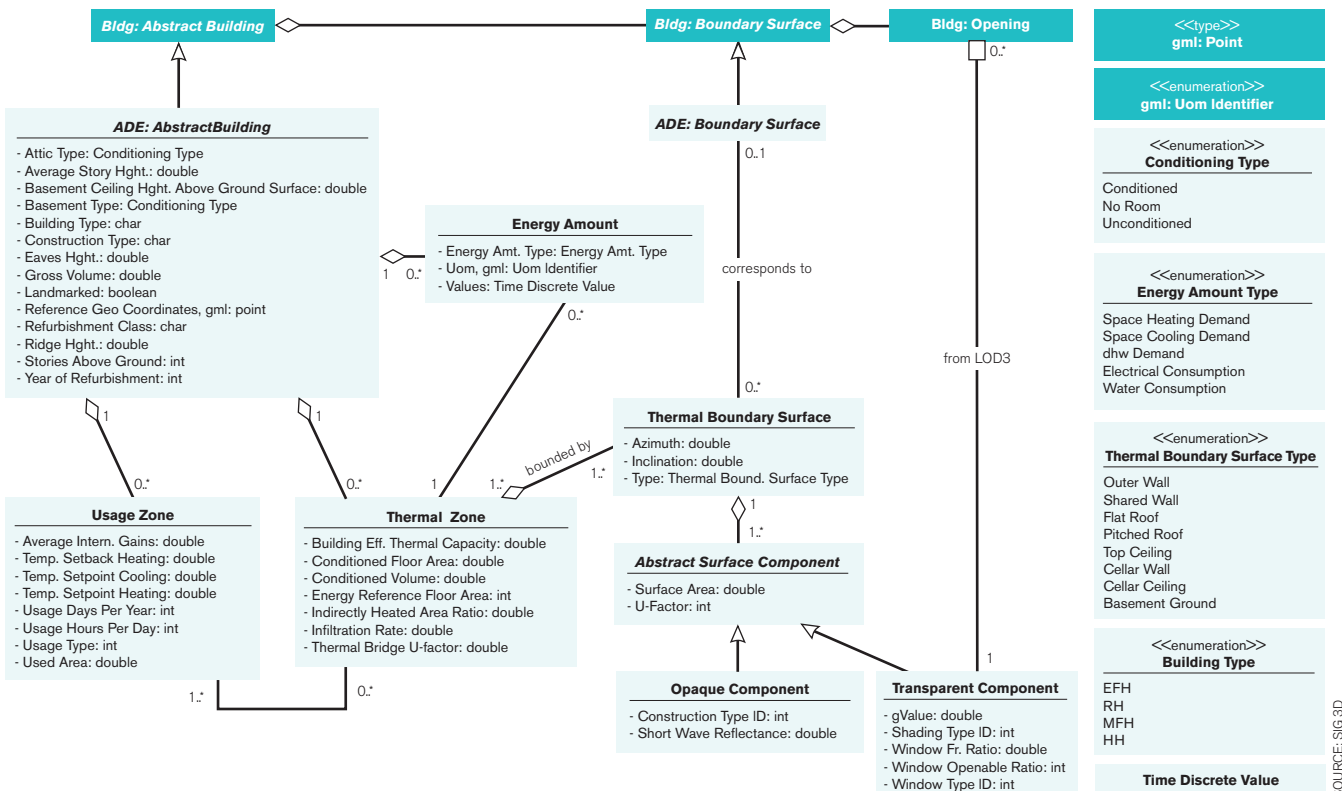 Bldg: Abstract Building
Bldg: Boundary Surface
Bldg: Opening
0..*
ADE: AbstractBuilding
- Attic Type: Conditioning Type
- Average Story Hght.: double
- Basement Ceiling Hght. Above Ground Surface: double
- Basement Type: Conditioning Type
- Building Type: char
- Construction Type: char
- Eaves Hght.: double
- Gross Volume: double
- Landmarked: boolean
- Reference Geo Coordinates, gml: point
- Refurbishment Class: char
- Ridge Hght.: double
- Stories Above Ground: int
- Year of Refurbishment: int
1
0..*
Energy Amount
- Energy Amt. Type: Energy Amt. Type
- Uom, gml: Uom Identifier
- Values: Time Discrete Value
0..*
1
ADE: Boundary Surface
0..1
corresponds to
0..*
from LOD3
1
1
0..*
1
0..*
Usage Zone
- Average Intern. Gains: double
- Temp. Setback Heating: double
- Temp. Setpoint Cooling: double
- Temp. Setpoint Heating: double
- Usage Days Per Year: int
- Usage Hours Per Day: int
- Usage Type: int
- Used Area: double
1..*
0..*
Thermal Zone
- Building Eff. Thermal Capacity: double
- Conditioned Floor Area: double
- Conditioned Volume: double
- Energy Reference Floor Area: int
- Indirectly Heated Area Ratio: double
- Infiltration Rate: double
- Thermal Bridge U-factor: double
1..*
bounded by
1..*
Thermal Boundary Surface
- Azimuth: double
- Inclination: double
- Type: Thermal Bound. Surface Type
1
1..*
Abstract Surface Component
- Surface Area: double
- U-Factor: int
Opaque Component
- Construction Type ID: int
- Short Wave Reflectance: double
Transparent Component
- gValue: double
- Shading Type ID: int
- Window Fr. Ratio: double
- Window Openable Ratio: int
- Window Type ID: int
<<type>>
gml: Point
<<enumeration>>
gml: Uom Identifier
<<enumeration>>
Conditioning Type
Conditioned
No Room
Unconditioned
<<enumeration>>
Energy Amount Type
Space Heating Demand
Space Cooling Demand
dhw Demand
Electrical Consumption
Water Consumption
<<enumeration>>
Thermal Boundary Surface Type
Outer Wall
Shared Wall
Flat Roof
Pitched Roof
Top Ceiling
Cellar Wall
Cellar Ceiling
Basement Ground
<<enumeration>>
Building Type
EFH
RH
MFH
HH
Time Discrete Value
SOURCE: SIG 3D